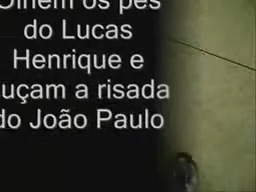 Olhem os pés
do Lucas
Henrique e
uçam a risada
do João Paulo